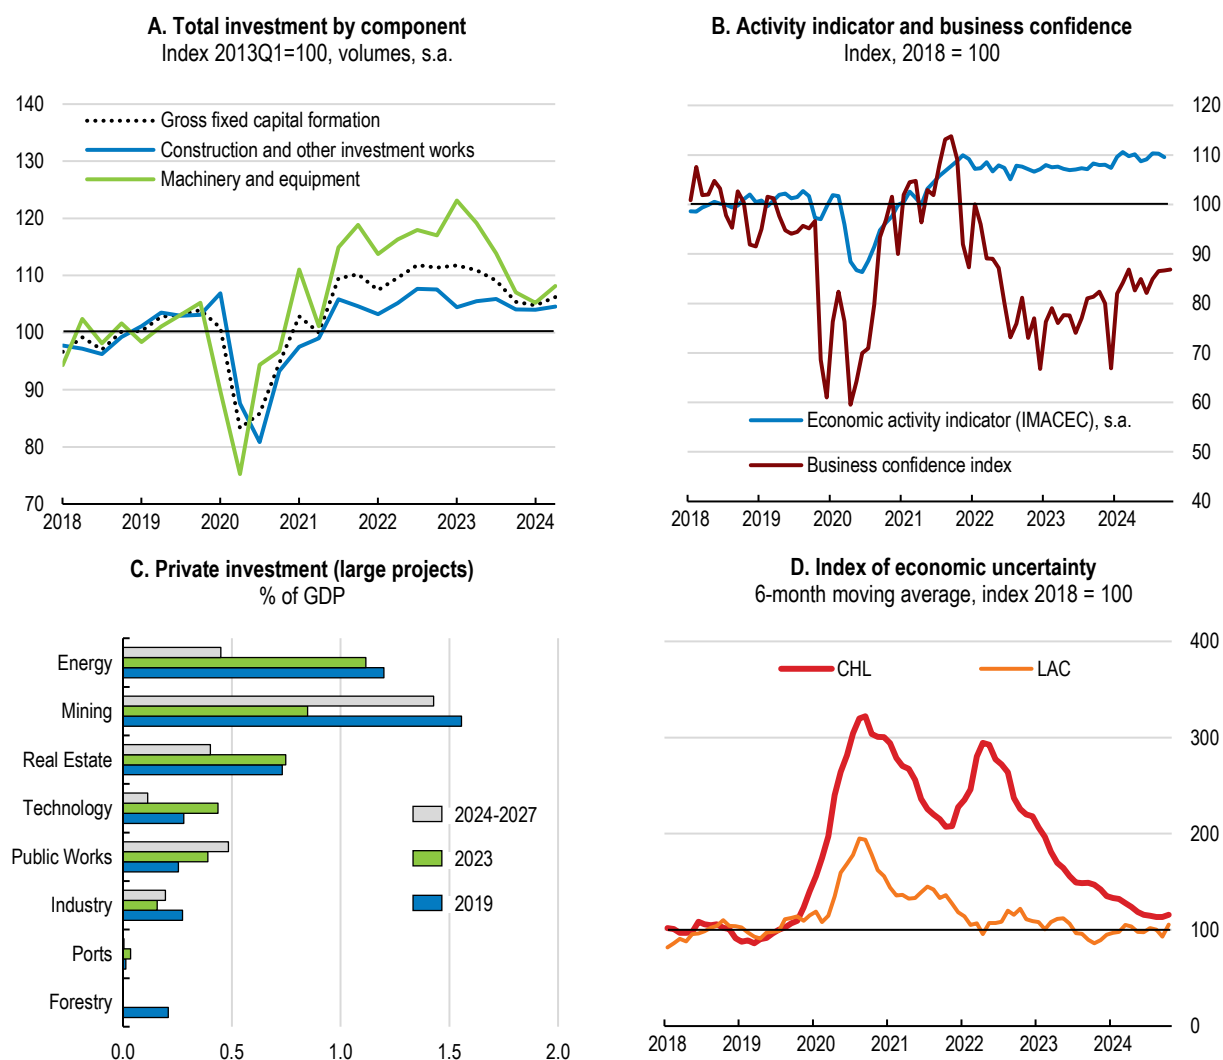 A. Total investment by component
Index 2013Q1=100, volumes, s.a.
140
130
120
110
100
90
80
70
Gross fixed capital formation
Construction and other investment works
Machinery and equipment
2018 2019 2020 2021 2022 2023 2024
B. Activity indicator and business confidence
Index, 2018 = 100
120
110
100
90
80
70
60
50
40
Economic activity indicator (IMACEC), s.a.
Business confidence index
2018 2019 2020 2021 2022 2023 2024
C. Private investment (large projects)
% of GDP
Energy
Mining
Real Estate
Technology
Public Works
Industry
Ports
Forestry
2024-2027
2023
2019
0.0 0.5 1.0 1.5 2.0
D. Index of economic uncertainty
6-month moving average, index 2018 = 100
400
300
200
100
0
CHL
LAC
2018 2019 2020 2021 2022 2023 2024